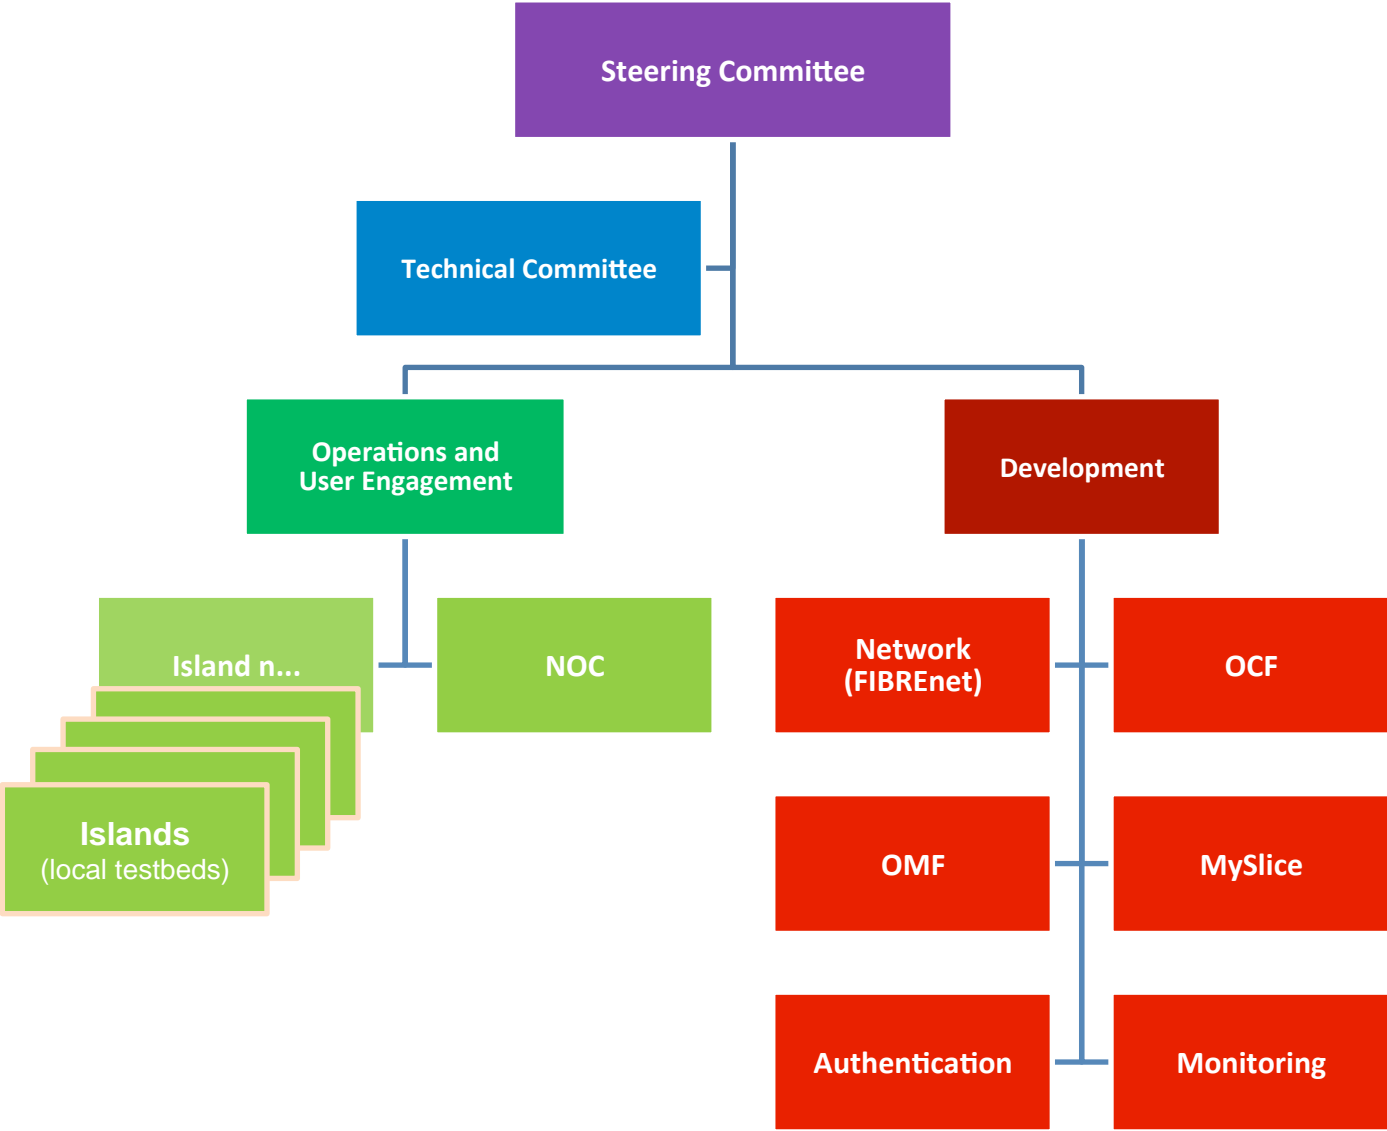 Steering Committee
Technical Committee
Operations and
User Engagement
Development
Island n...
NOC
Network
(FIBREnet)
OCF
Islands
(local testbeds)
OMF
MySlice
Authentication
Monitoring